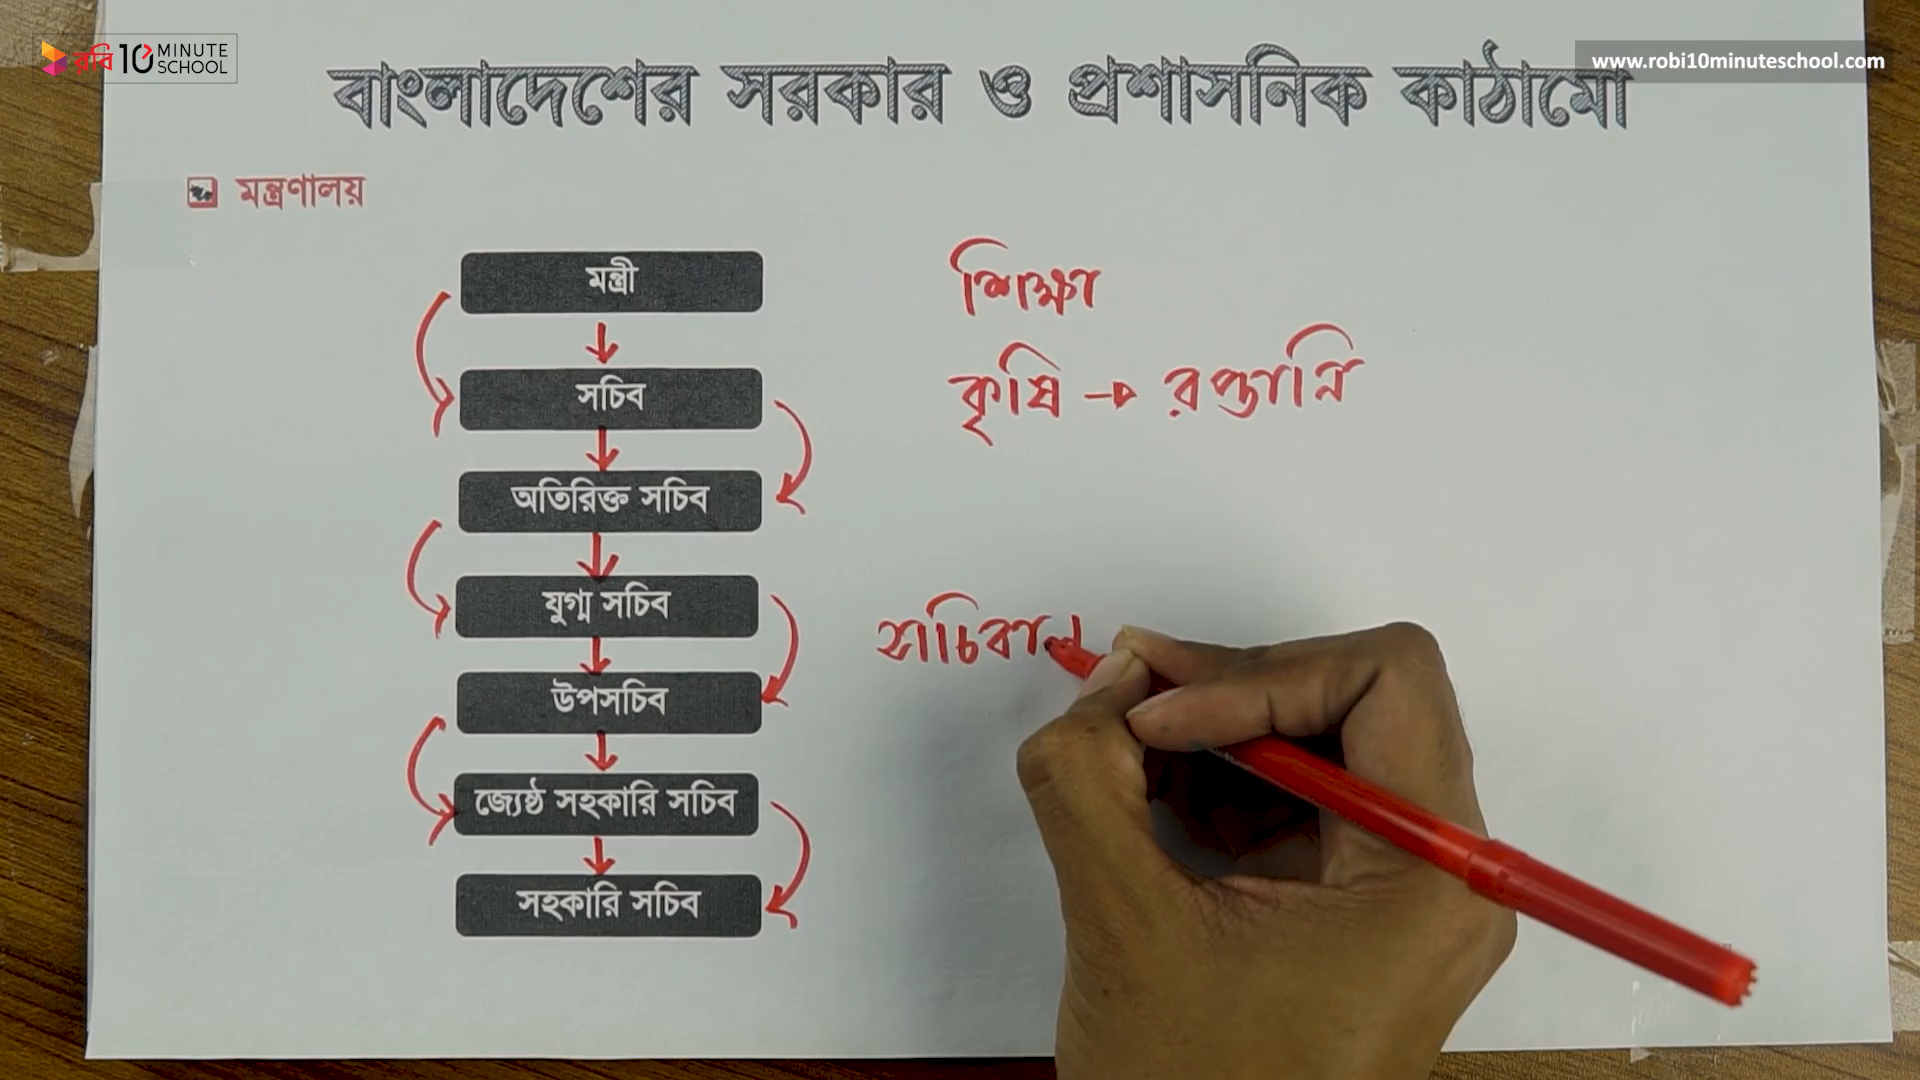 রবি 10 MINUTE SCHOOL
www.robi10minuteschool.com
বাংলাদেশের সরকার ও প্রশাসনিক কাঠামো
মন্ত্রণালয়
মন্ত্রী
সচিব
অতিরিক্ত সচিব
যুগ্ম সচিব
উপসচিব
জ্যেষ্ঠ সহকারি সচিব
সহকারি সচিব
শিক্ষা
কৃষি → রপ্তানি
সচিবাল